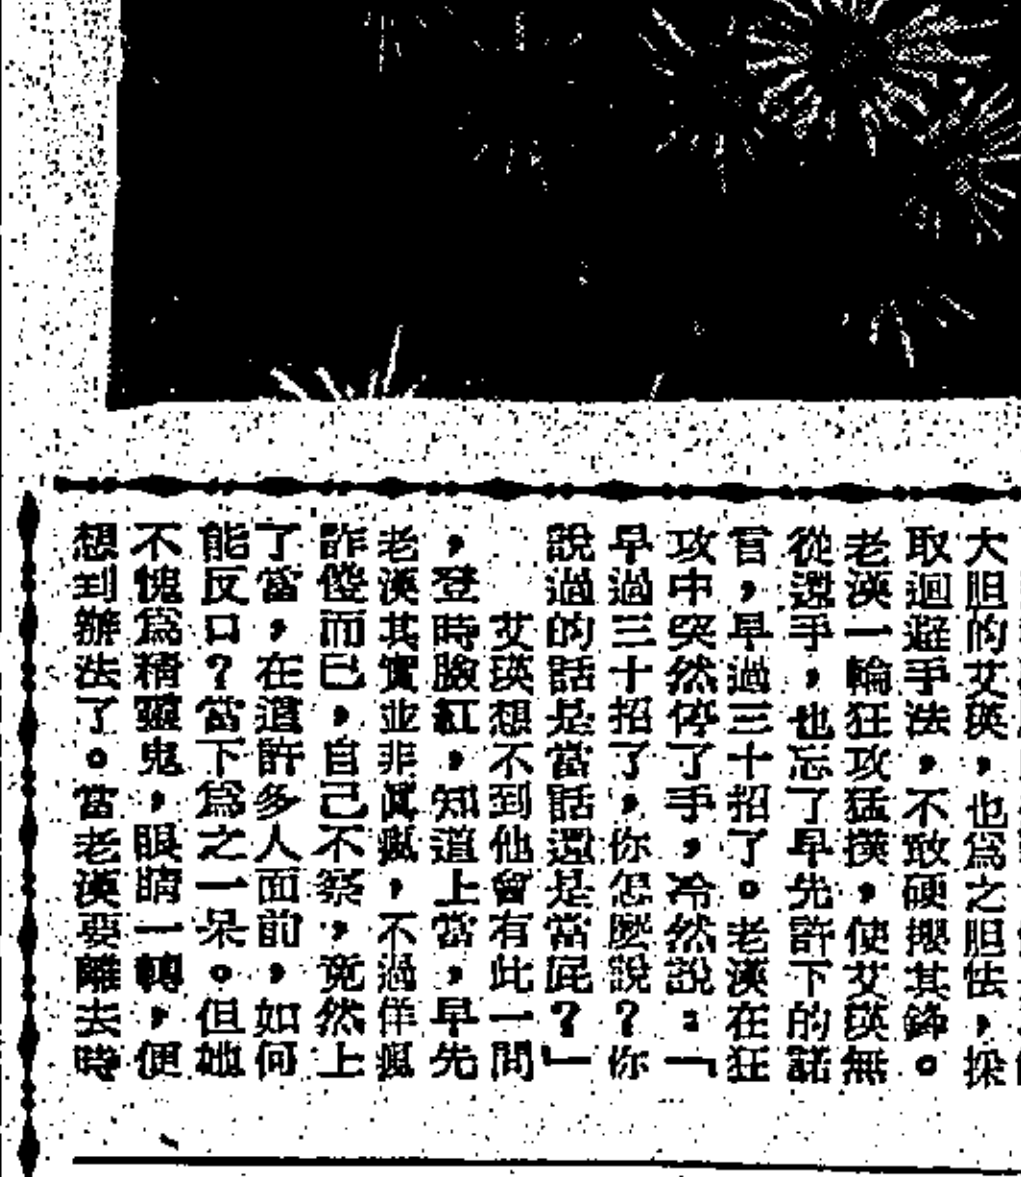 大胆的艾瑛，也爲之胆怯，採
取迴避手法，不敢硬攖其鋒。
老漢一輪狂攻猛撲，使艾瑛無
從還手，也忘了早先許下的諾
言，早過三十招了。老漢在狂
攻中突然停了手，冷然說：「
早過三十招了，你怎麼說？你
說過的話是當話還是當屁？」
艾瑛想不到他會有此一問
，登時臉紅，知道上當，早先
老漢其實並非眞瘋，不過佯瘋
詐傻而已，自己不察，竟然上
了當，在這許多人面前，如何
能反口？當下爲之一呆。但她
不愧爲精靈鬼，眼睛一轉，便
想到辦法了。當老漢要離去時